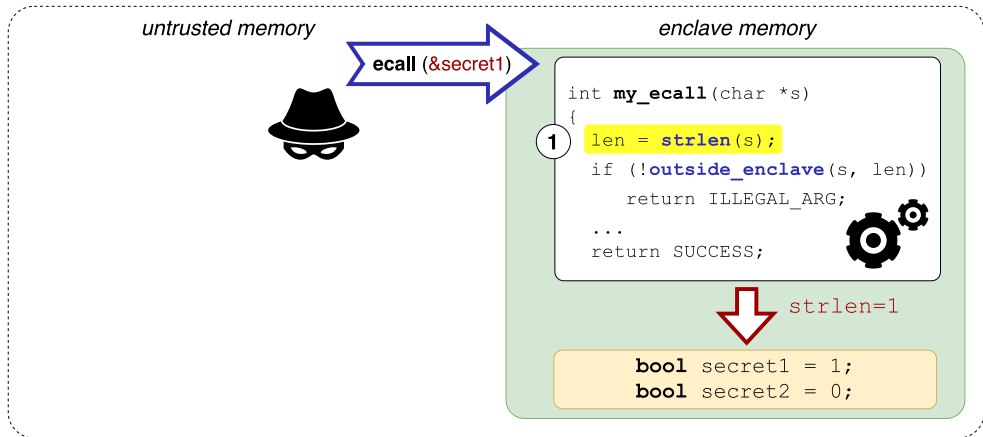 untrusted memory
enclave memory
ecall (&secret1)
int my_ecall(char *s)
{
1
len = strlen(s);
if (!outside_enclave(s, len))
return ILLEGAL_ARG;
...
return SUCCESS;
strlen=1
bool secret1 = 1;
bool secret2 = 0;